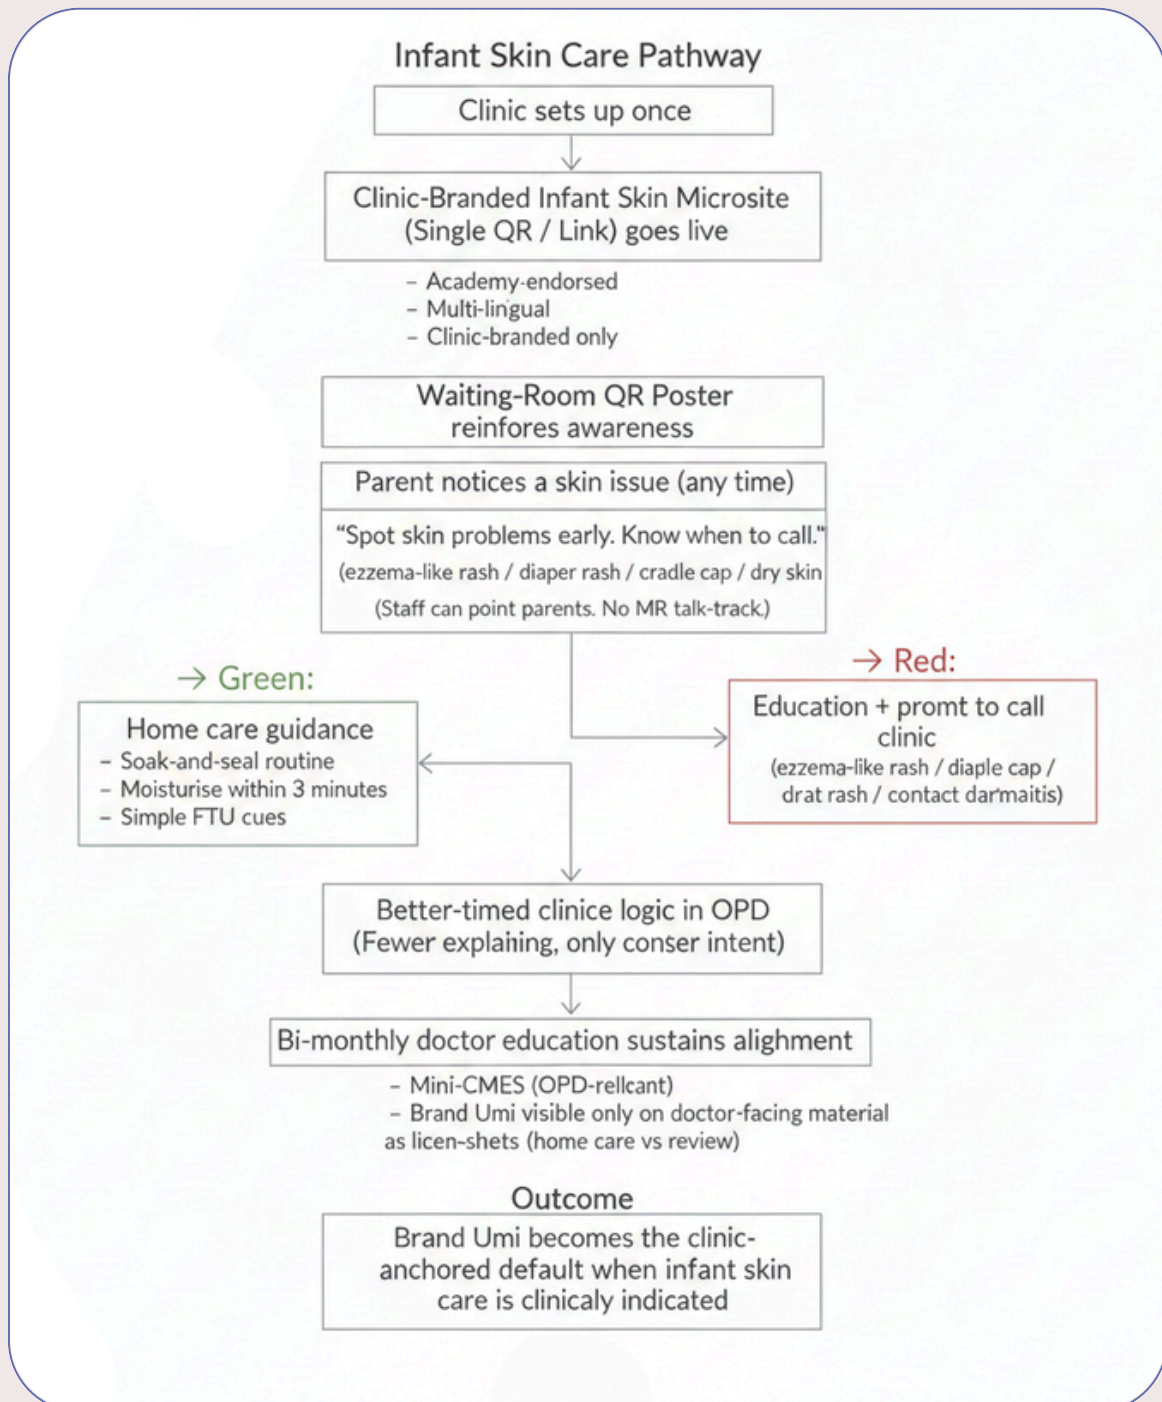 Infant Skin Care Pathway
Clinic sets up once
Clinic-Branded Infant Skin Microsite
(Single QR / Link) goes live
– Academy-endorsed
– Multi-lingual
– Clinic-branded only
Waiting-Room QR Poster
reinfores awareness
Parent notices a skin issue (any time)
“Spot skin problems early. Know when to call."
(ezzema-like rash / diaper rash / cradle cap / dry skin
(Staff can point parents. No MR talk-track.)
→ Green:
Home care guidance
– Soak-and-seal routine
– Moisturise within 3 minutes
– Simple FTU cues
→ Red:
Education + promt to call
clinic
(ezzema-like rash / diaple cap /
drat rash / contact darmaitis)
Better-timed clinice logic in OPD
(Fewer explaining, only conser intent)
Bi-monthly doctor education sustains alighment
– Mini-CMES (OPD-rellcant)
– Brand Umi visible only on doctor-facing material
as licen-shets (home care vs review)
Outcome
Brand Umi becomes the clinic-
anchored default when infant skin
care is clinicaly indicated